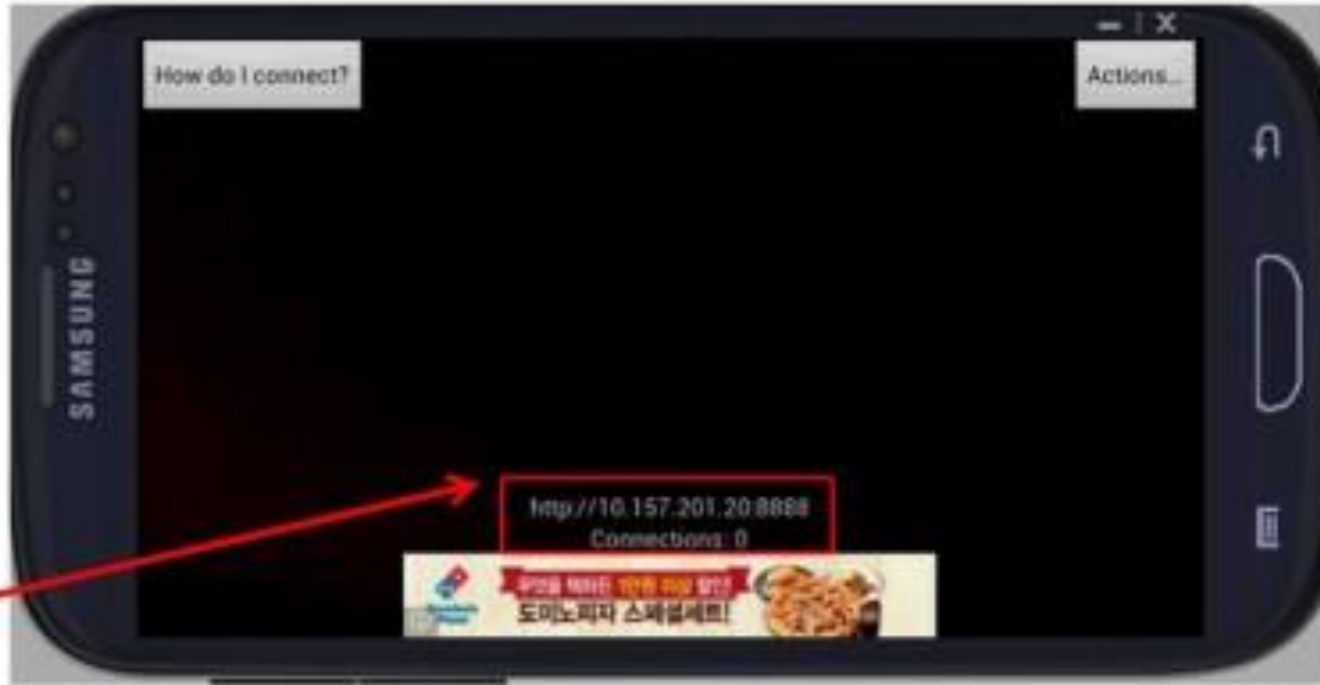 How do I connect?
Actions...
SAMSUNG
http://10.157.201.20:8888
Connections: 0
도미노피자 스페셜세트!